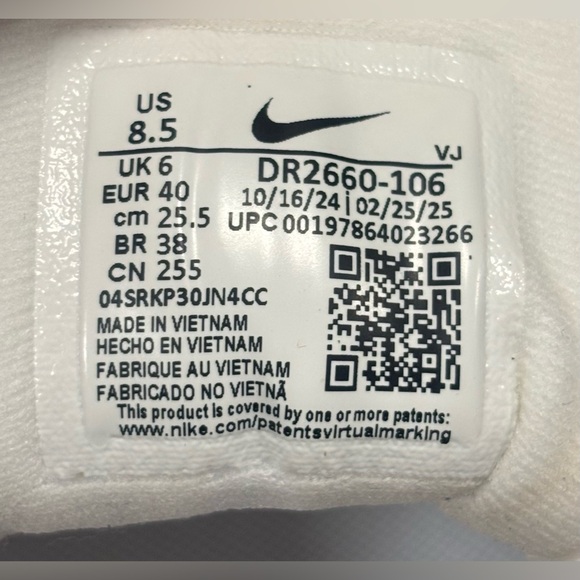 US
8.5
VJ
UK 6
DR2660-106
EUR 40
10/16/24 | 02/25/25
cm 25.5
UPC 00197864023266
BR 38
CN 255
04SRKP30JN4CC
MADE IN VIETNAM
HECHO EN VIETNAM
FABRIQUE AU VIETNAM
FABRICADO NO VIETNÃ
This product is covered by one or more patents:
www.nike.com/patentsvirtualmarking